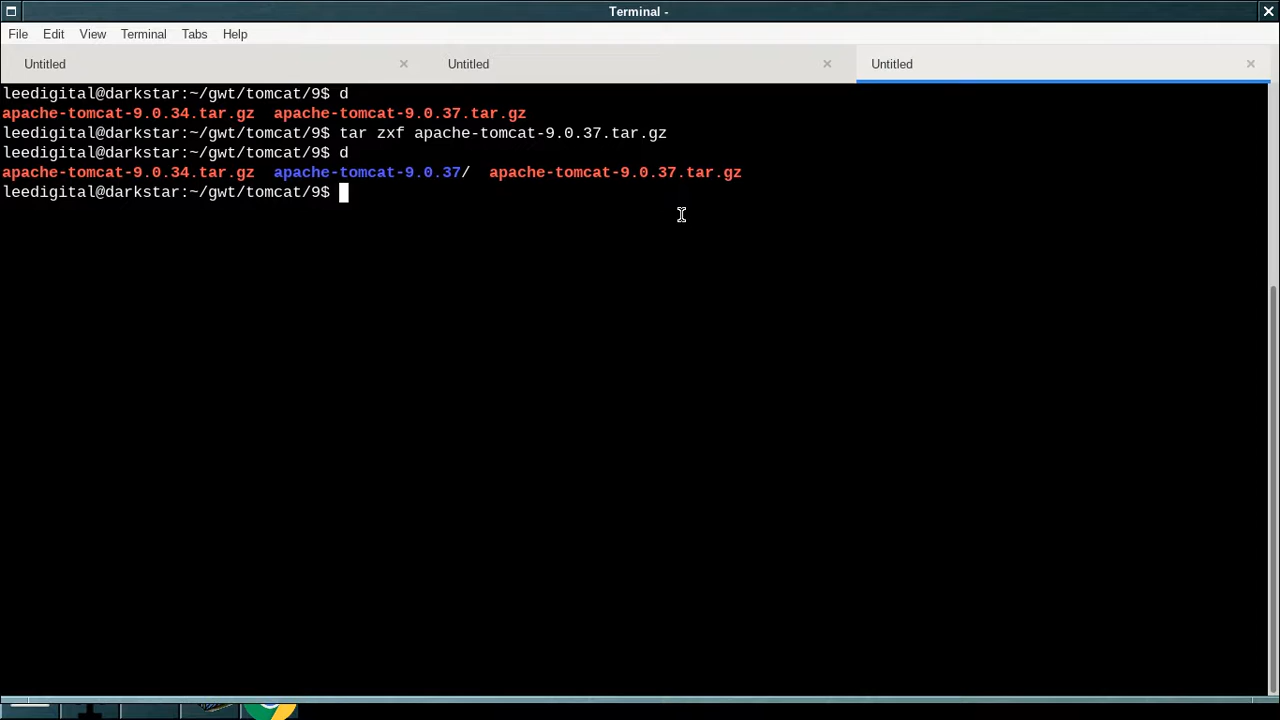 Terminal -
File Edit View Terminal Tabs Help
Untitled Untitled Untitled
leedigital@darkstar:~/gwt/tomcat/9$ d
apache-tomcat-9.0.34.tar.gz apache-tomcat-9.0.37.tar.gz
leedigital@darkstar:~/gwt/tomcat/9$ tar zxf apache-tomcat-9.0.37.tar.gz
leedigital@darkstar:~/gwt/tomcat/9$ d
apache-tomcat-9.0.34.tar.gz apache-tomcat-9.0.37/ apache-tomcat-9.0.37.tar.gz
leedigital@darkstar:~/gwt/tomcat/9$